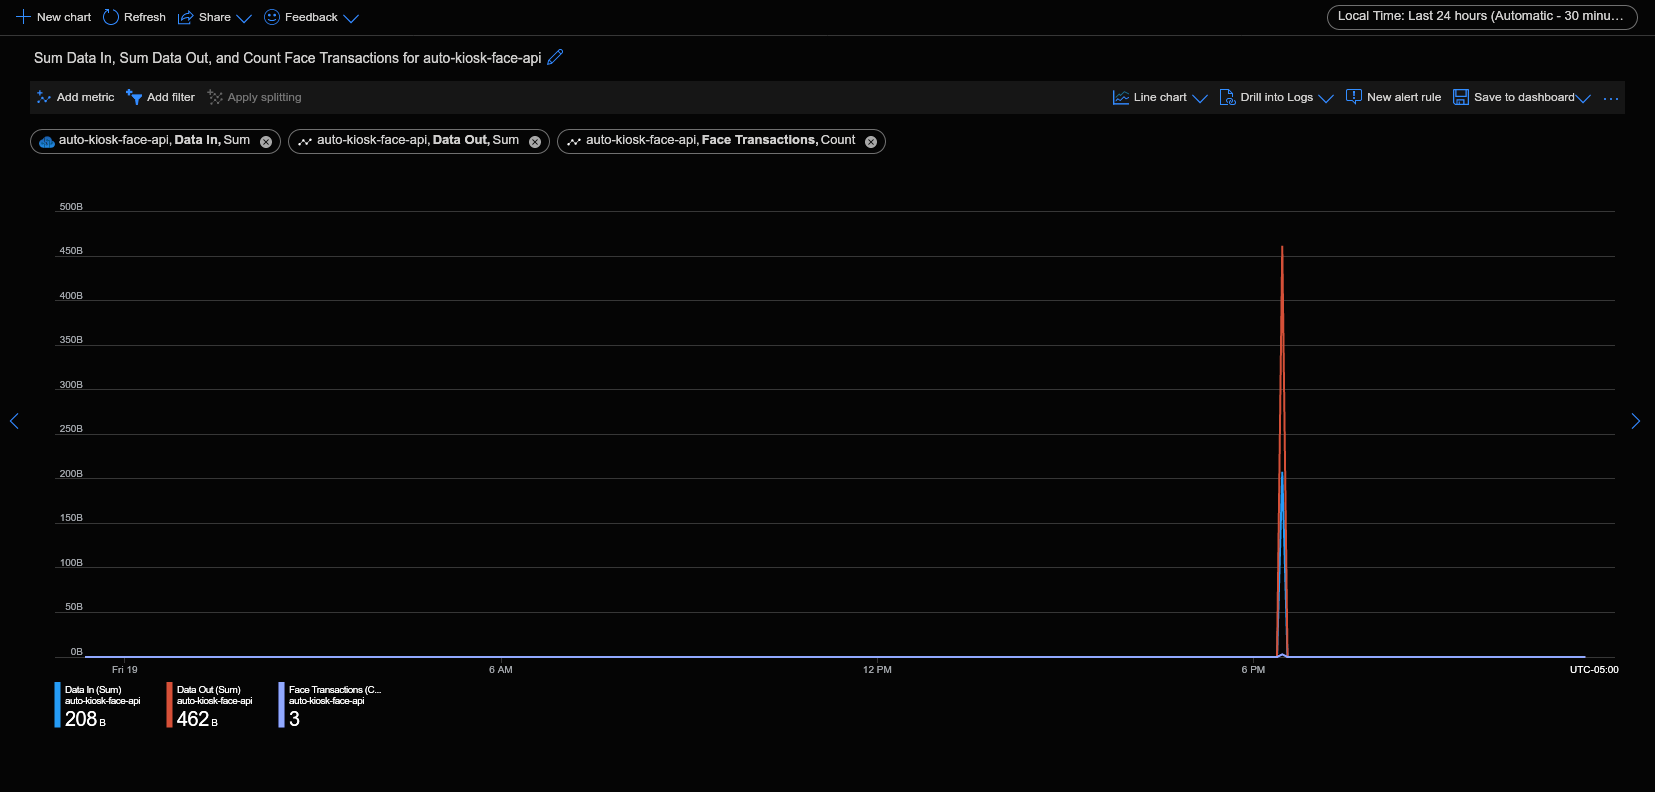 New chart Refresh Share Feedback Local Time: Last 24 hours (Automatic - 30 minu...
Sum Data In, Sum Data Out, and Count Face Transactions for auto-kiosk-face-api
Add metric Add filter Apply splitting Line chart Drill into Logs New alert rule Save to dashboard ...
auto-kiosk-face-api, Data In, Sum auto-kiosk-face-api, Data Out, Sum auto-kiosk-face-api, Face Transactions, Count
500B
450B
400B
350B
300B
250B
200B
150B
100B
50B
0B
Fri 19 6 AM 12 PM 6 PM UTC-05:00
Data In (Sum)
auto-kiosk-face-api
208 B
Data Out (Sum)
auto-kiosk-face-api
462 B
Face Transactions (C...
auto-kiosk-face-api
3